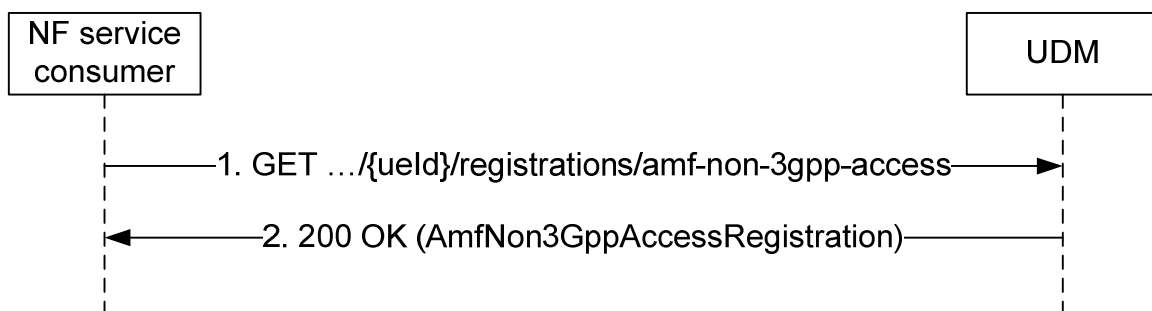 NF service
consumer
UDM
1. GET …/{ueId}/registrations/amf-non-3gpp-access
2. 200 OK (AmfNon3GppAccessRegistration)